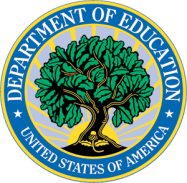 DEPARTMENT OF EDUCATION
UNITED STATES OF AMERICA